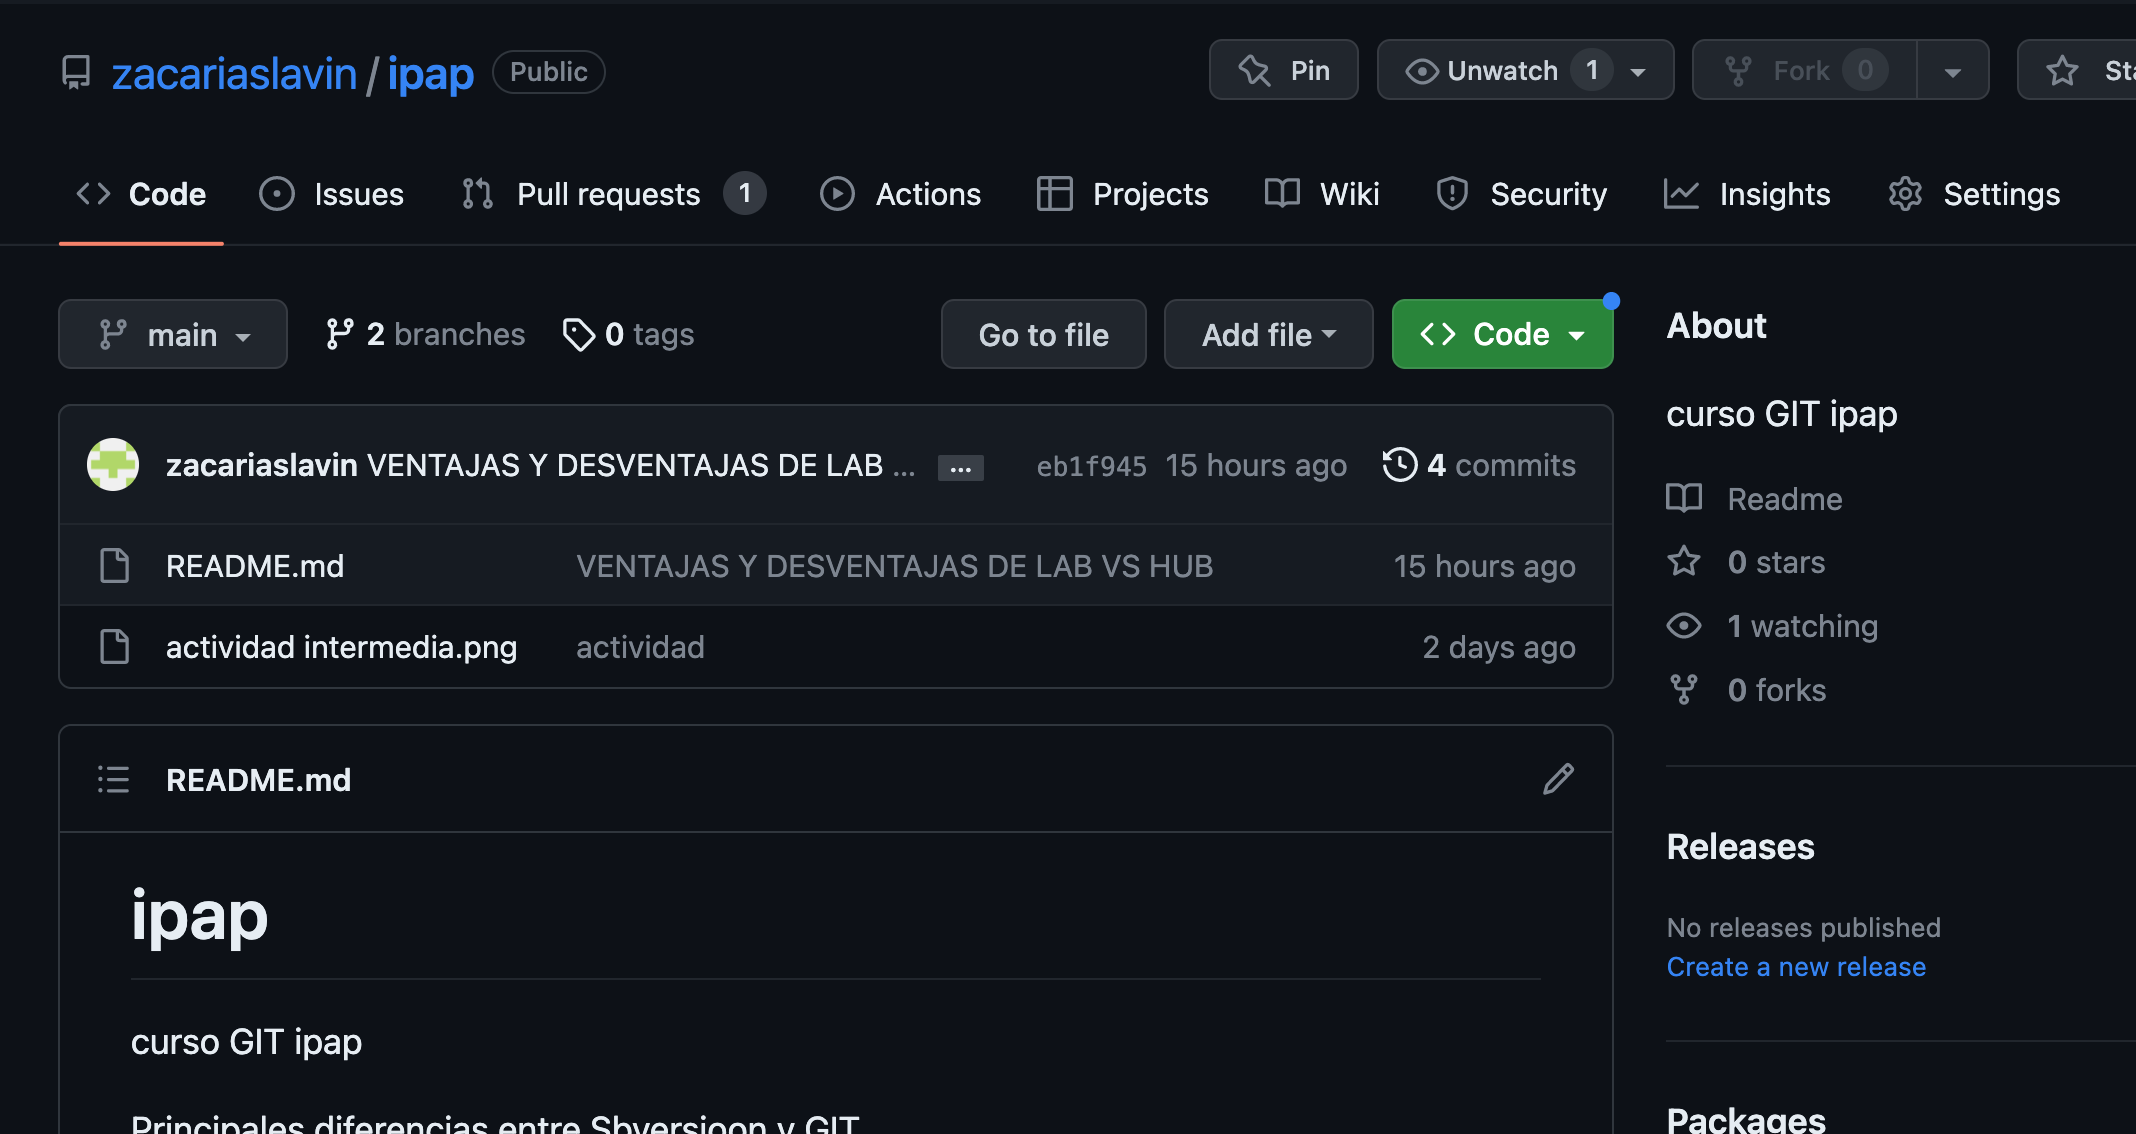 zacariaslavin / ipap Public Pin Unwatch 1 Fork 0
Code Issues Pull requests 1 Actions Projects Wiki Security Insights Settings
main 2 branches 0 tags Go to file Add file Code
zacariaslavin VENTAJAS Y DESVENTAJAS DE LAB ... ... eb1f945 15 hours ago 4 commits
README.md VENTAJAS Y DESVENTAJAS DE LAB VS HUB 15 hours ago
actividad intermedia.png actividad 2 days ago
README.md
ipap
curso GIT ipap
Principales diferencias entre Sbversioon y GIT
About
curso GIT ipap
Readme
0 stars
1 watching
0 forks
Releases
No releases published
Create a new release
Packages